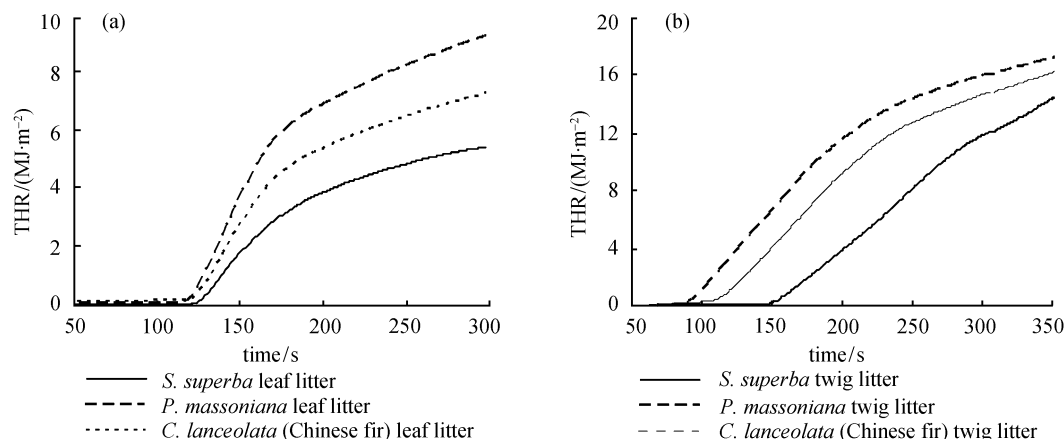 (a)
THR/(MJ·m⁻²)
10
8
6
4
2
0
50 100 150 200 250 300
time/s
S. superba leaf litter
P. massoniana leaf litter
C. lanceolata (Chinese fir) leaf litter
(b)
THR/(MJ·m⁻²)
20
16
12
8
4
0
50 100 150 200 250 300 350
time/s
S. superba twig litter
P. massoniana twig litter
C. lanceolata (Chinese fir) twig litter